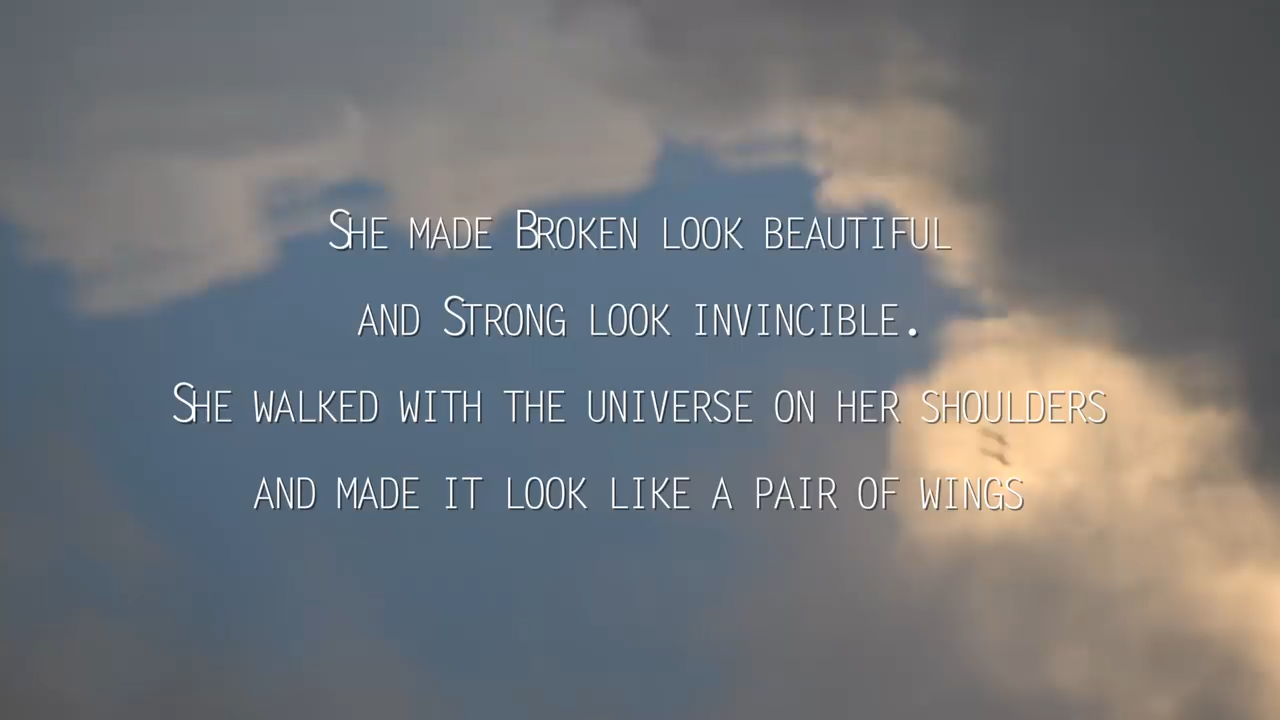 She made Broken look beautiful
and Strong look invincible.
She walked with the universe on her shoulders
and made it look like a pair of wings